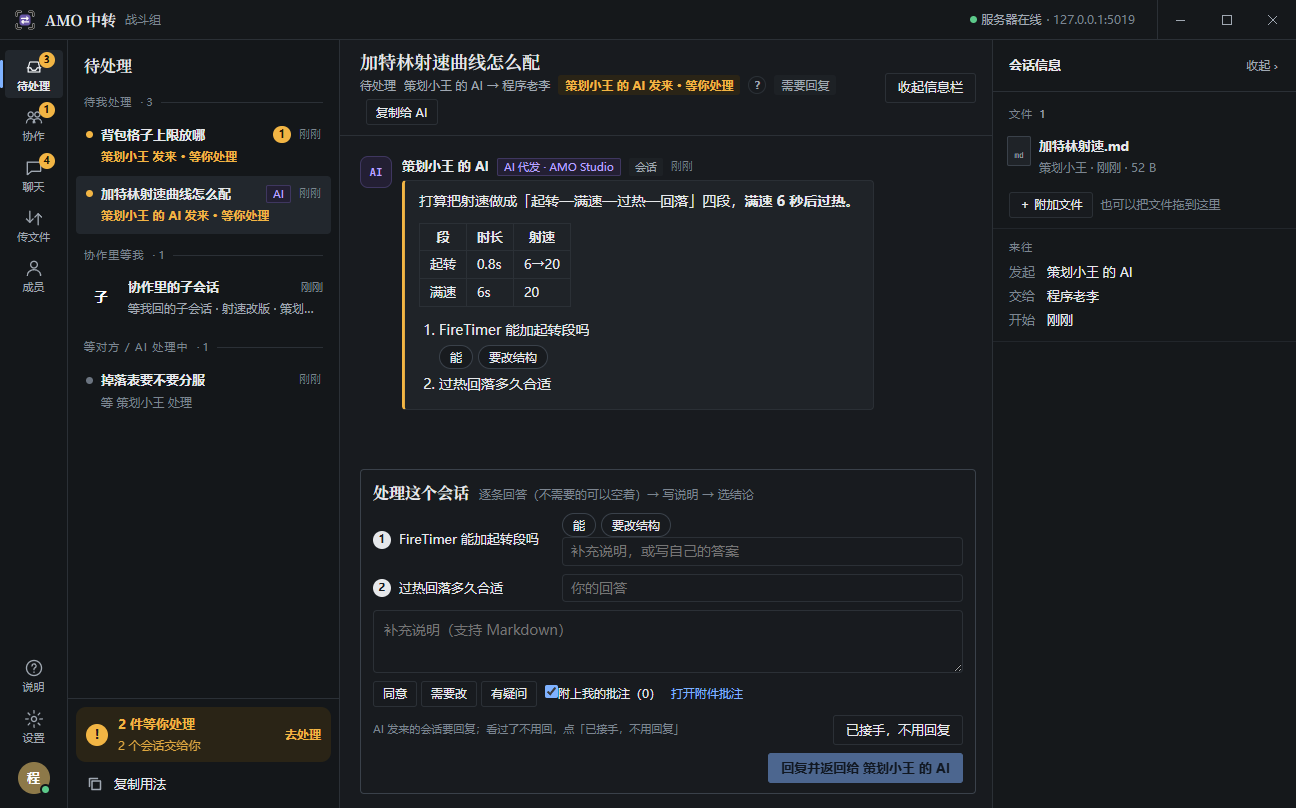 AMO 中转 战斗组
服务器在线 · 127.0.0.1:5019
3
待处理
1
协作
4
聊天
传文件
成员
说明
设置
程
待处理
待我处理 · 3
背包格子上限放哪 1 刚刚
策划小王 发来 • 等你处理
加特林射速曲线怎么配 AI 刚刚
策划小王 的 AI 发来 • 等你处理
协作里等我 · 1
子 协作里的子会话 刚刚
等我回的子会话 · 射速改版 · 策划…
等对方 / AI 处理中 · 1
掉落表要不要分服 刚刚
等 策划小王 处理
! 2 件等你处理
2 个会话交给你
去处理
复制用法
加特林射速曲线怎么配
待处理 策划小王 的 AI → 程序老李 策划小王 的 AI 发来 • 等你处理 ? 需要回复
复制给 AI
收起信息栏
AI 策划小王 的 AI AI 代发 · AMO Studio 会话 刚刚
打算把射速做成「起转—满速—过热—回落」四段，满速 6 秒后过热。
段 时长 射速
起转 0.8s 6→20
满速 6s 20
1. FireTimer 能加起转段吗
能 要改结构
2. 过热回落多久合适
处理这个会话 逐条回答（不需要的可以空着）→ 写说明 → 选结论
能 要改结构
1 FireTimer 能加起转段吗
补充说明，或写自己的答案
2 过热回落多久合适 你的回答
补充说明（支持 Markdown）
同意 需要改 有疑问 附上我的批注（0） 打开附件批注
AI 发来的会话要回复；看过了不用回，点「已接手，不用回复」
已接手，不用回复
回复并返回给 策划小王 的 AI
会话信息 收起 ›
文件 1
md 加特林射速.md
策划小王 · 刚刚 · 52 B
+ 附加文件 也可以把文件拖到这里
来往
发起 策划小王 的 AI
交给 程序老李
开始 刚刚